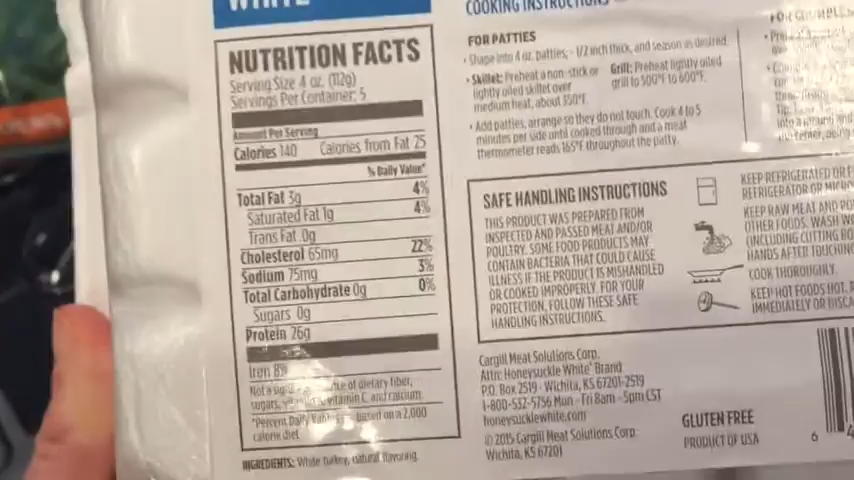 WHITE
NUTRITION FACTS
Serving Size 4 oz. (112g)
Servings Per Container: 5
Amount Per Serving
Calories 140 Calories from Fat 25
% Daily Value*
Total Fat 3g 4%
Saturated Fat 1g 4%
Trans Fat 0g
Cholesterol 65mg 22%
Sodium 75mg 3%
Total Carbohydrate 0g 0%
Sugars 0g
Protein 26g
Iron 8%
Not a of dietary fiber,
sugars, vitamin C and calcium.
*Percent Daily based on a 2,000
calorie diet.
INGREDIENTS: White turkey, natural flavoring.
COOKING INSTRUCTIONS
FOR PATTIES
• Shape into 4 oz. patties, ~ 1/2 inch thick, and season as desired.
• Skillet: Preheat a non-stick or
lightly oiled skillet over
medium heat, about 350°F.
Grill: Preheat lightly oiled
grill to 500°F to 600°F.
• Add patties, arrange so they do not touch. Cook 4 to 5
minutes per side until cooked through and a meat
thermometer reads 165°F throughout the patty.
SAFE HANDLING INSTRUCTIONS
THIS PRODUCT WAS PREPARED FROM
INSPECTED AND PASSED MEAT AND/OR
POULTRY. SOME FOOD PRODUCTS MAY
CONTAIN BACTERIA THAT COULD CAUSE
ILLNESS IF THE PRODUCT IS MISHANDLED
OR COOKED IMPROPERLY. FOR YOUR
PROTECTION, FOLLOW THESE SAFE
HANDLING INSTRUCTIONS.
KEEP REFRIGERATED OR
REFRIGERATOR OR
KEEP RAW MEAT AND
OTHER FOODS. WASH
(INCLUDING CUTTING
HANDS AFTER TOUCHING
COOK THOROUGHLY.
KEEP HOT FOODS HOT.
IMMEDIATELY OR
Cargill Meat Solutions Corp.
Attn: Honeysuckle White® Brand
P.O. Box 2519 · Wichita, KS 67201-2519
1-800-532-5756 Mon - Fri 8am - 5pm CST
honeysucklewhite.com
© 2015 Cargill Meat Solutions Corp.
Wichita, KS 67201
GLUTEN FREE
PRODUCT OF USA
6